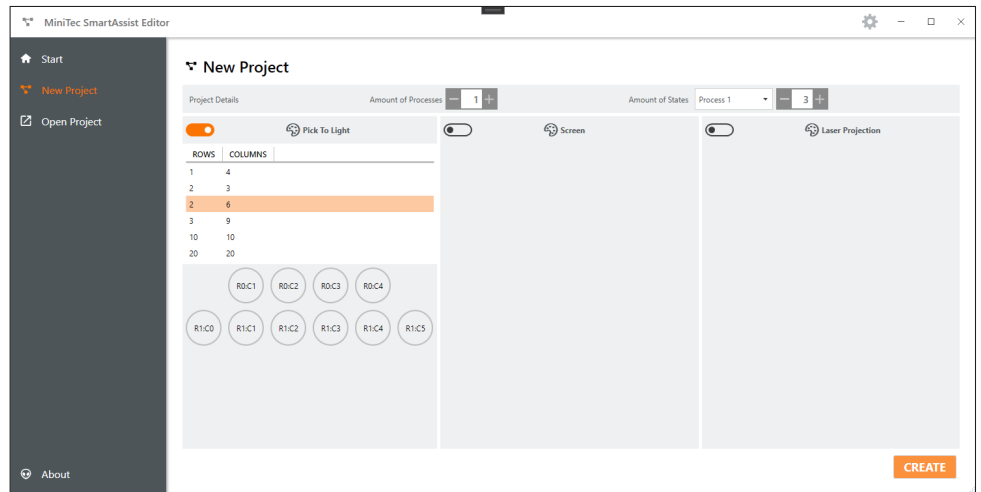 MiniTec SmartAssist Editor
Start
New Project
Open Project
About
New Project
Project Details Amount of Processes 1 Amount of States Process 1 3
Pick To Light Screen Laser Projection
ROWS COLUMNS
1 4
2 3
2 6
3 9
10 10
20 20
R0:C1 R0:C2 R0:C3 R0:C4
R1:C0 R1:C1 R1:C2 R1:C3 R1:C4 R1:C5
CREATE